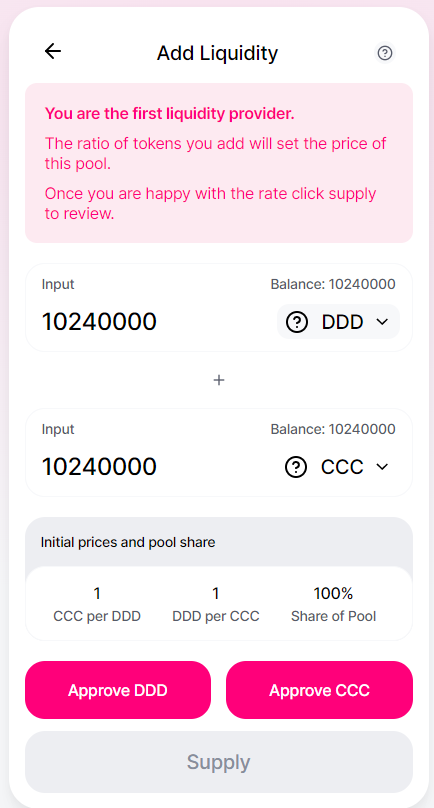 Add Liquidity
You are the first liquidity provider.
The ratio of tokens you add will set the price of
this pool.
Once you are happy with the rate click supply
to review.
Input Balance: 10240000
10240000 DDD
+
Input Balance: 10240000
10240000 CCC
Initial prices and pool share
1 1 100%
CCC per DDD DDD per CCC Share of Pool
Approve DDD Approve CCC
Supply